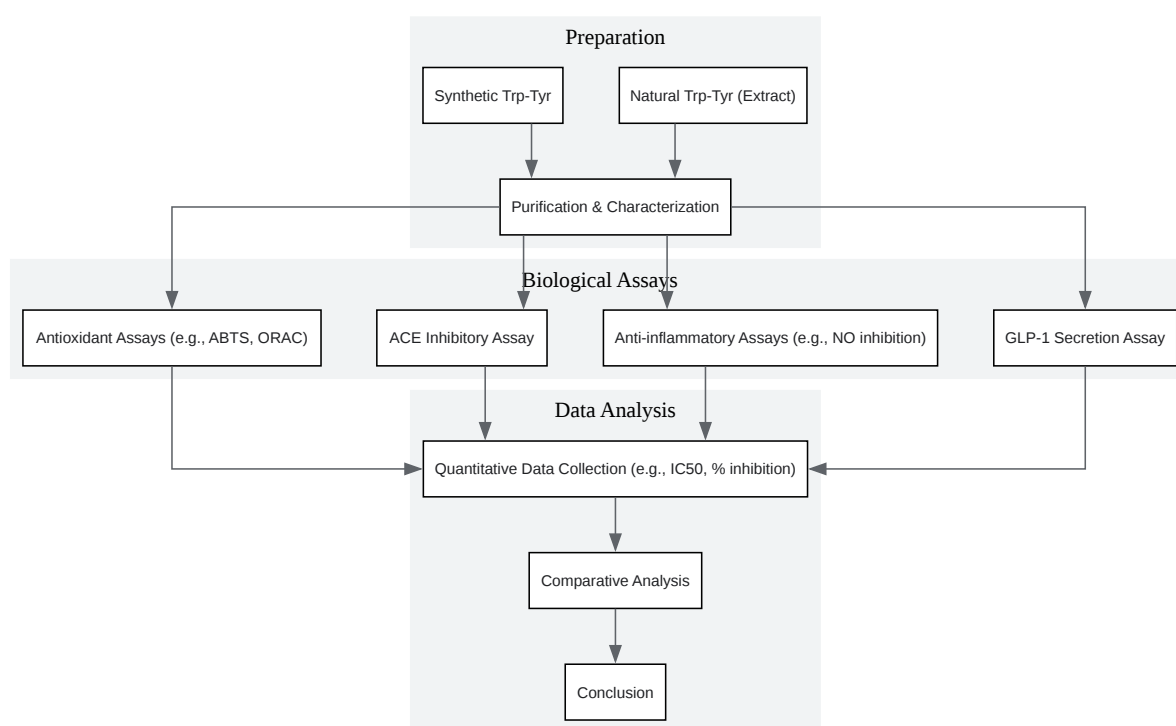 Preparation
Synthetic Trp-Tyr
Natural Trp-Tyr (Extract)
Purification & Characterization
Biological Assays
Antioxidant Assays (e.g., ABTS, ORAC)
ACE Inhibitory Assay
Anti-inflammatory Assays (e.g., NO inhibition)
GLP-1 Secretion Assay
Data Analysis
Quantitative Data Collection (e.g., IC50, % inhibition)
Comparative Analysis
Conclusion